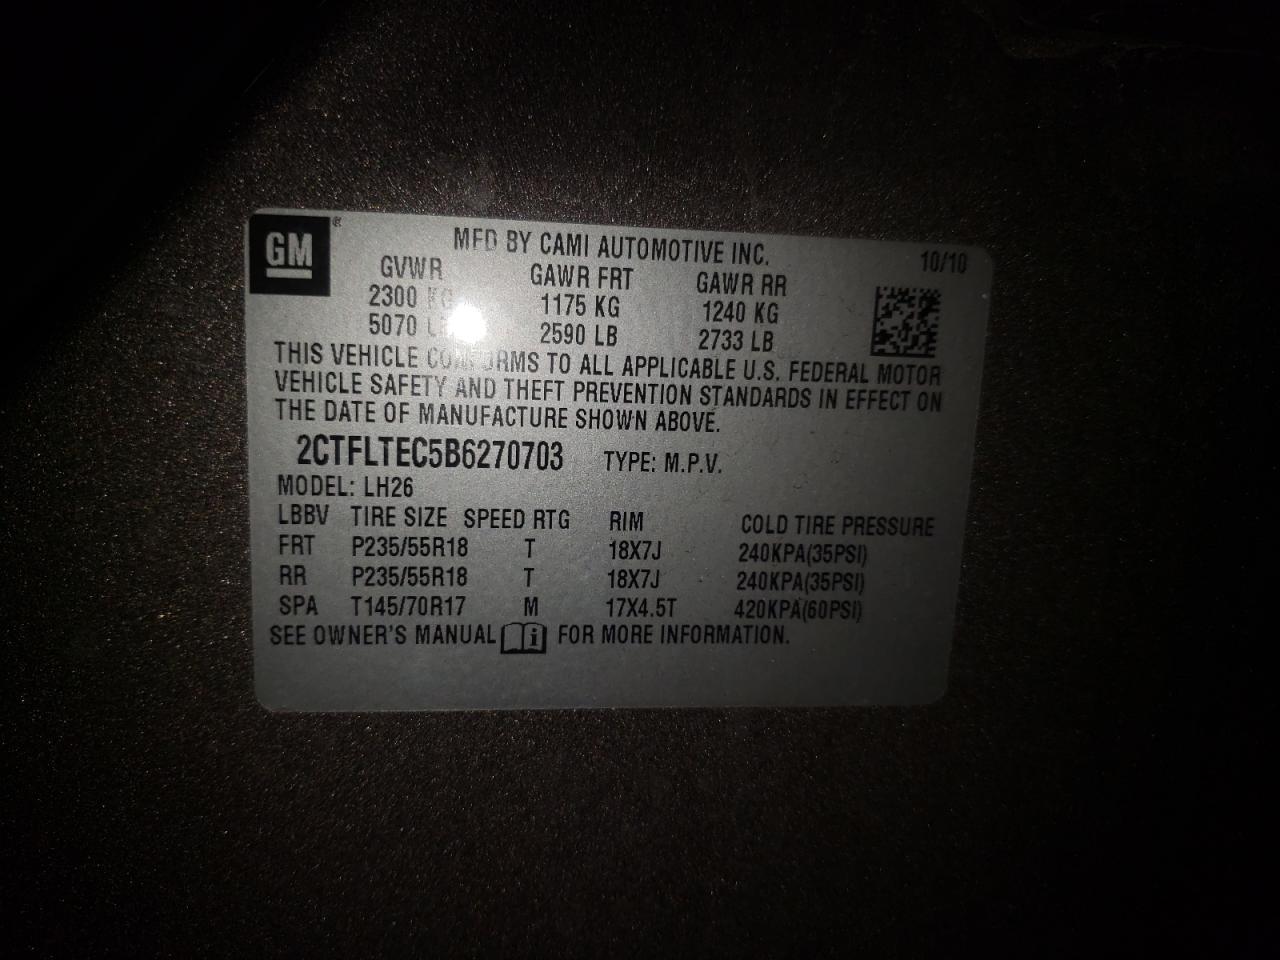 GM®
MFD BY CAMI AUTOMOTIVE INC. 10/10
GVWR GAWR FRT GAWR RR
2300 KG 1175 KG 1240 KG
5070 LB 2590 LB 2733 LB
THIS VEHICLE CONFORMS TO ALL APPLICABLE U.S. FEDERAL MOTOR
VEHICLE SAFETY AND THEFT PREVENTION STANDARDS IN EFFECT ON
THE DATE OF MANUFACTURE SHOWN ABOVE.
2CTFLTEC5B6270703 TYPE: M.P.V.
MODEL: LH26
LBBV TIRE SIZE SPEED RTG RIM COLD TIRE PRESSURE
FRT P235/55R18 T 18X7J 240KPA(35PSI)
RR P235/55R18 T 18X7J 240KPA(35PSI)
SPA T145/70R17 M 17X4.5T 420KPA(60PSI)
SEE OWNER'S MANUAL i FOR MORE INFORMATION.